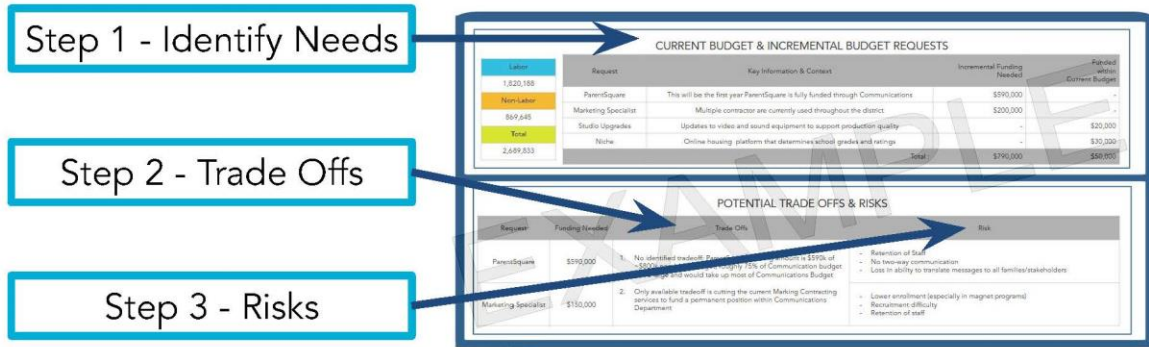 Step 1 - Identify Needs
CURRENT BUDGET & INCREMENTAL BUDGET REQUESTS
Labor
1,820,188
Non-Labor
869,645
Total
2,689,833
Request Key Information & Context Incremental Funding Needed Funded within Current Budget
ParentSquare This will be the first year ParentSquare is fully funded through Communications $590,000 -
Marketing Specialist Multiple contractor are currently used throughout the district $200,000 -
Studio Upgrades Updates to video and sound equipment to support production quality - $20,000
Niche Online housing platform that determines school grades and ratings - $30,000
Total $790,000 $50,000
Step 2 - Trade Offs
POTENTIAL TRADE OFFS & RISKS
Request Funding Needed Trade Offs Risk
ParentSquare $590,000
1. No identified tradeoff; amount is $590k of
roughly 75% of Communication budget
and would take up most of Communications Budget
- Retention of Staff
- No two-way communication
- Loss in ability to translate messages to all families/stakeholders
Marketing Specialist $150,000
2. Only available tradeoff is cutting the current Marking Contracting
services to fund a permanent position within Communications
Department
- Lower enrollment (especially in magnet programs)
- Recruitment difficulty
- Retention of staff
Step 3 - Risks
EXAMPLE